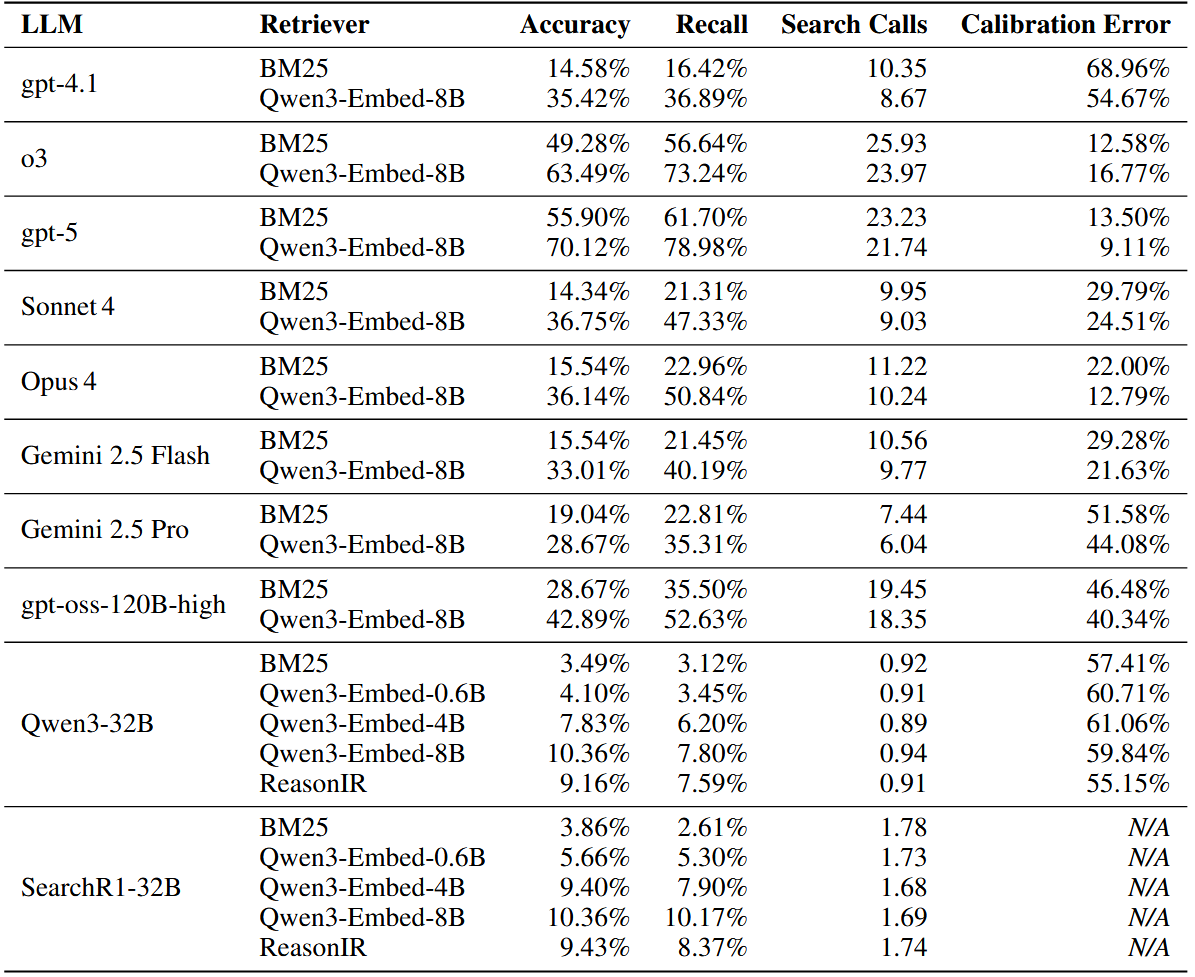 LLM Retriever Accuracy Recall Search Calls Calibration Error
gpt-4.1
BM25 14.58% 16.42% 10.35 68.96%
Qwen3-Embed-8B 35.42% 36.89% 8.67 54.67%
o3
BM25 49.28% 56.64% 25.93 12.58%
Qwen3-Embed-8B 63.49% 73.24% 23.97 16.77%
gpt-5
BM25 55.90% 61.70% 23.23 13.50%
Qwen3-Embed-8B 70.12% 78.98% 21.74 9.11%
Sonnet 4
BM25 14.34% 21.31% 9.95 29.79%
Qwen3-Embed-8B 36.75% 47.33% 9.03 24.51%
Opus 4
BM25 15.54% 22.96% 11.22 22.00%
Qwen3-Embed-8B 36.14% 50.84% 10.24 12.79%
Gemini 2.5 Flash
BM25 15.54% 21.45% 10.56 29.28%
Qwen3-Embed-8B 33.01% 40.19% 9.77 21.63%
Gemini 2.5 Pro
BM25 19.04% 22.81% 7.44 51.58%
Qwen3-Embed-8B 28.67% 35.31% 6.04 44.08%
gpt-oss-120B-high
BM25 28.67% 35.50% 19.45 46.48%
Qwen3-Embed-8B 42.89% 52.63% 18.35 40.34%
Qwen3-32B
BM25 3.49% 3.12% 0.92 57.41%
Qwen3-Embed-0.6B 4.10% 3.45% 0.91 60.71%
Qwen3-Embed-4B 7.83% 6.20% 0.89 61.06%
Qwen3-Embed-8B 10.36% 7.80% 0.94 59.84%
ReasonIR 9.16% 7.59% 0.91 55.15%
SearchR1-32B
BM25 3.86% 2.61% 1.78 N/A
Qwen3-Embed-0.6B 5.66% 5.30% 1.73 N/A
Qwen3-Embed-4B 9.40% 7.90% 1.68 N/A
Qwen3-Embed-8B 10.36% 10.17% 1.69 N/A
ReasonIR 9.43% 8.37% 1.74 N/A